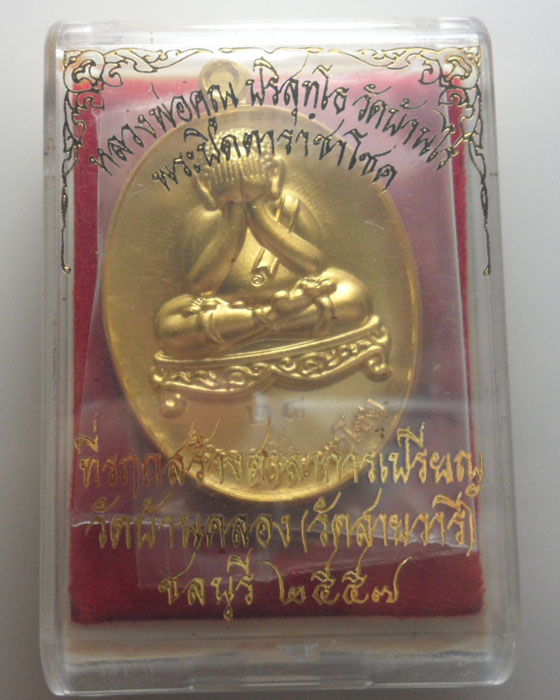 หลวงพ่อคูณ ปริสุทฺโธ วัดบ้านไร่
พระปิดตาราชาโชค
ที่รฤกสร้างศาลาการเปรียญ
วัดบ้านคลอง (วัดสายวารี)
ชลบุรี ๒๕๕๗